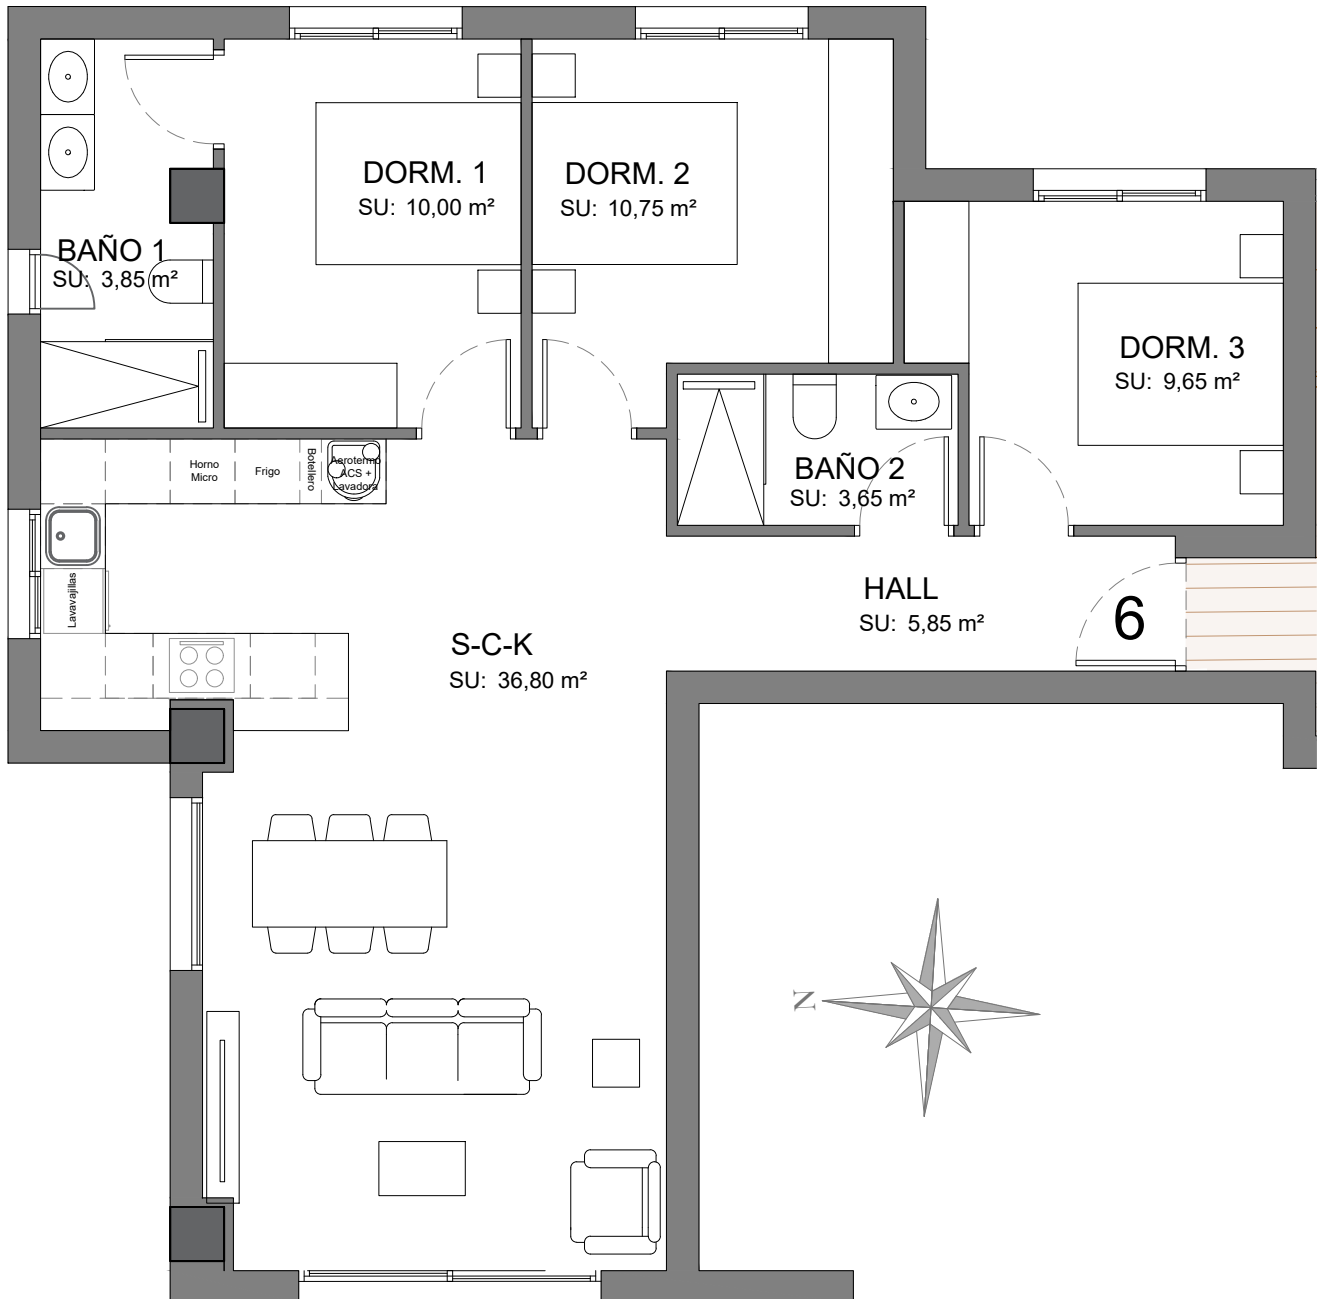 DORM. 1
SU: 10,00 m²
DORM. 2
SU: 10,75 m²
BAÑO 1
SU: 3,85 m²
DORM. 3
SU: 9,65 m²
Horno
Micro
Frigo
Botellero
Aerotermo
ACS +
Lavadora
BAÑO 2
SU: 3,65 m²
Lavavajillas
HALL
SU: 5,85 m²
6
S-C-K
SU: 36,80 m²
N